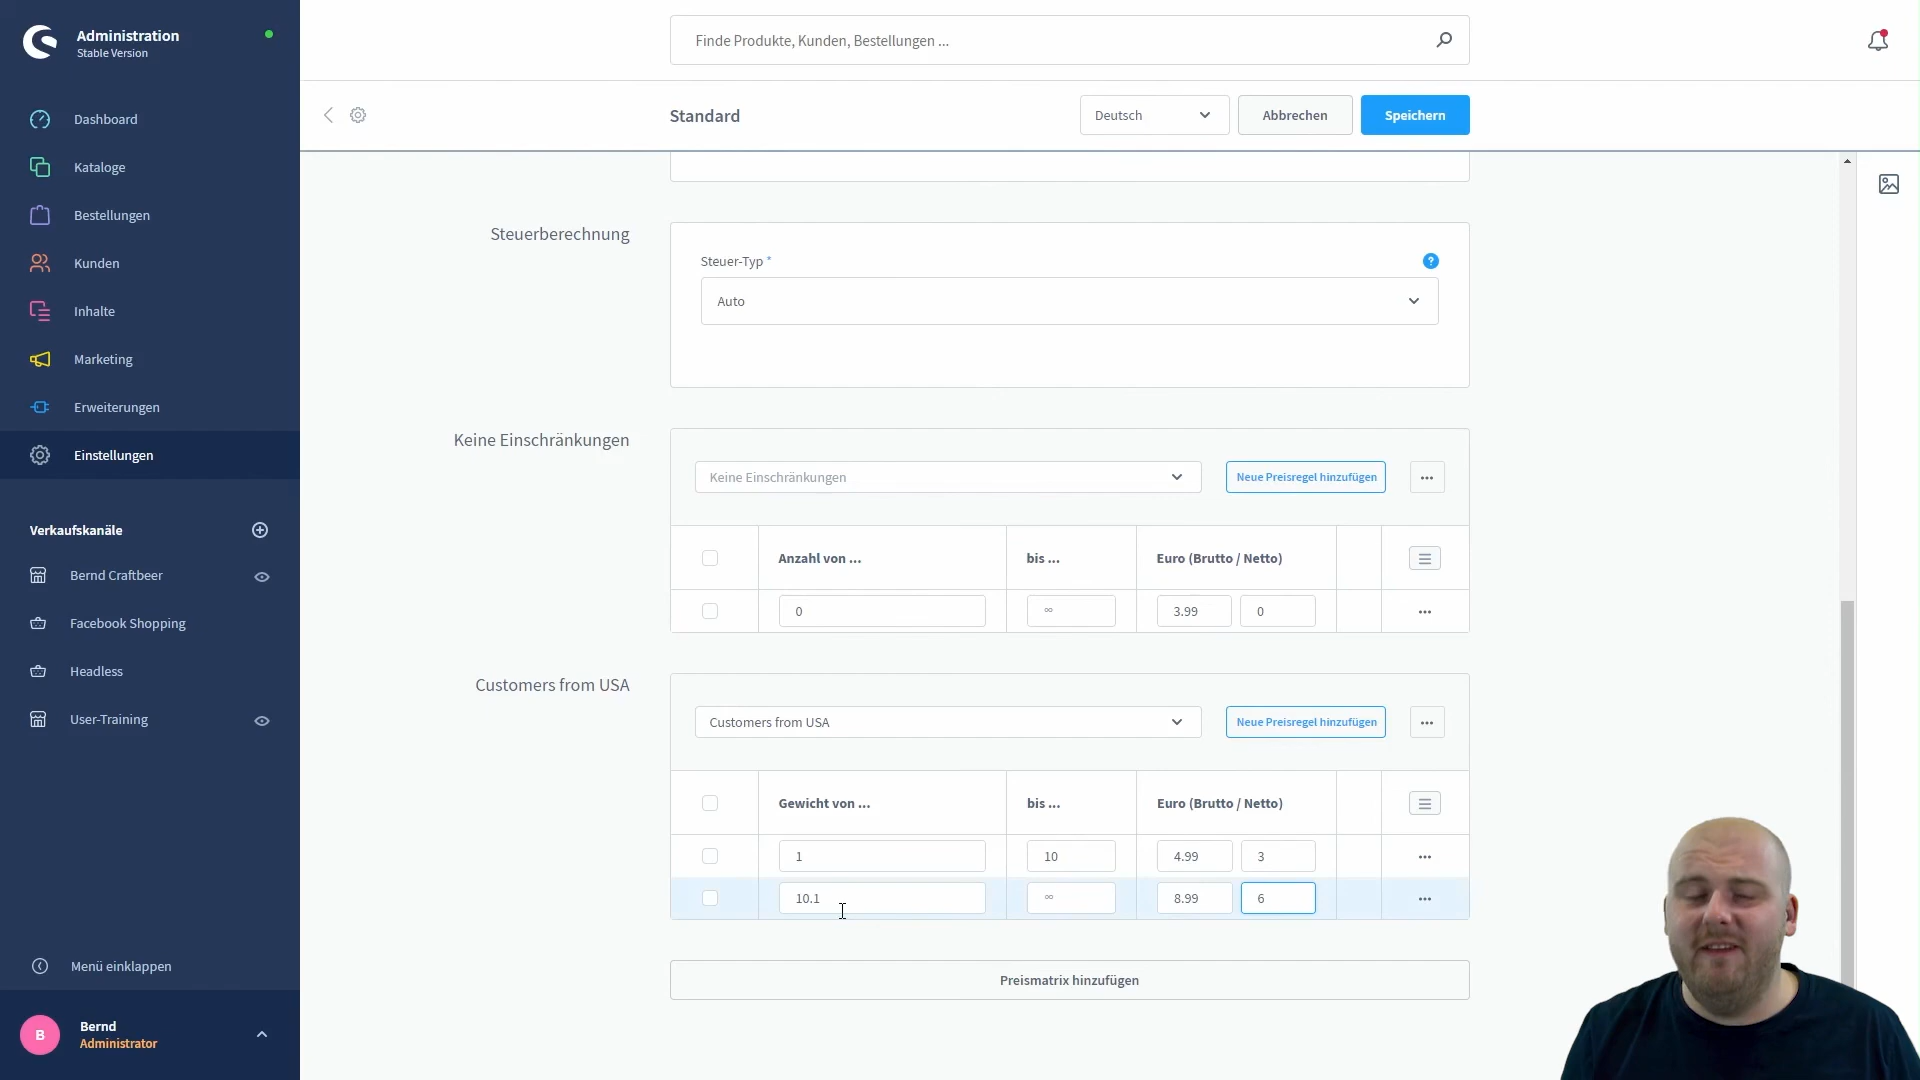 Administration
Stable Version
Finde Produkte, Kunden, Bestellungen ...
Standard
Deutsch
Abbrechen
Speichern
Dashboard
Kataloge
Bestellungen
Kunden
Inhalte
Marketing
Erweiterungen
Einstellungen
Verkaufskanäle
Bernd Craftbeer
Facebook Shopping
Headless
User-Training
Menü einklappen
B
Bernd
Administrator
Steuerberechnung
Steuer-Typ *
?
Auto
Keine Einschränkungen
Keine Einschränkungen
Neue Preisregel hinzufügen
...
Anzahl von ...
bis ...
Euro (Brutto / Netto)
0
∞
3.99
0
...
Customers from USA
Customers from USA
Neue Preisregel hinzufügen
...
Gewicht von ...
bis ...
Euro (Brutto / Netto)
1
10
4.99
3
...
10.1
∞
8.99
6
...
Preismatrix hinzufügen